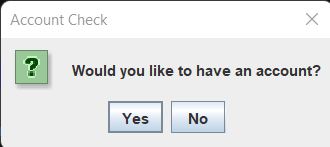 Account Check
?
Would you like to have an account?
Yes No